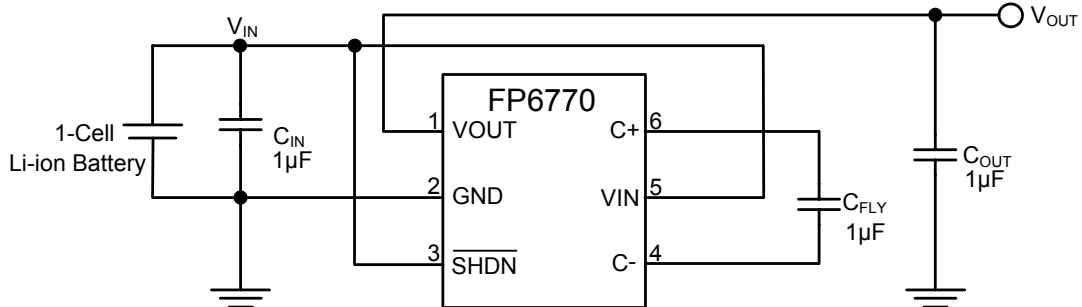 V_OUT
V_IN
FP6770
1 VOUT C+ 6
1-Cell
Li-ion Battery
C_IN
1µF
2 GND VIN 5
C_FLY
1µF
C_OUT
1µF
3 SHDN C- 4